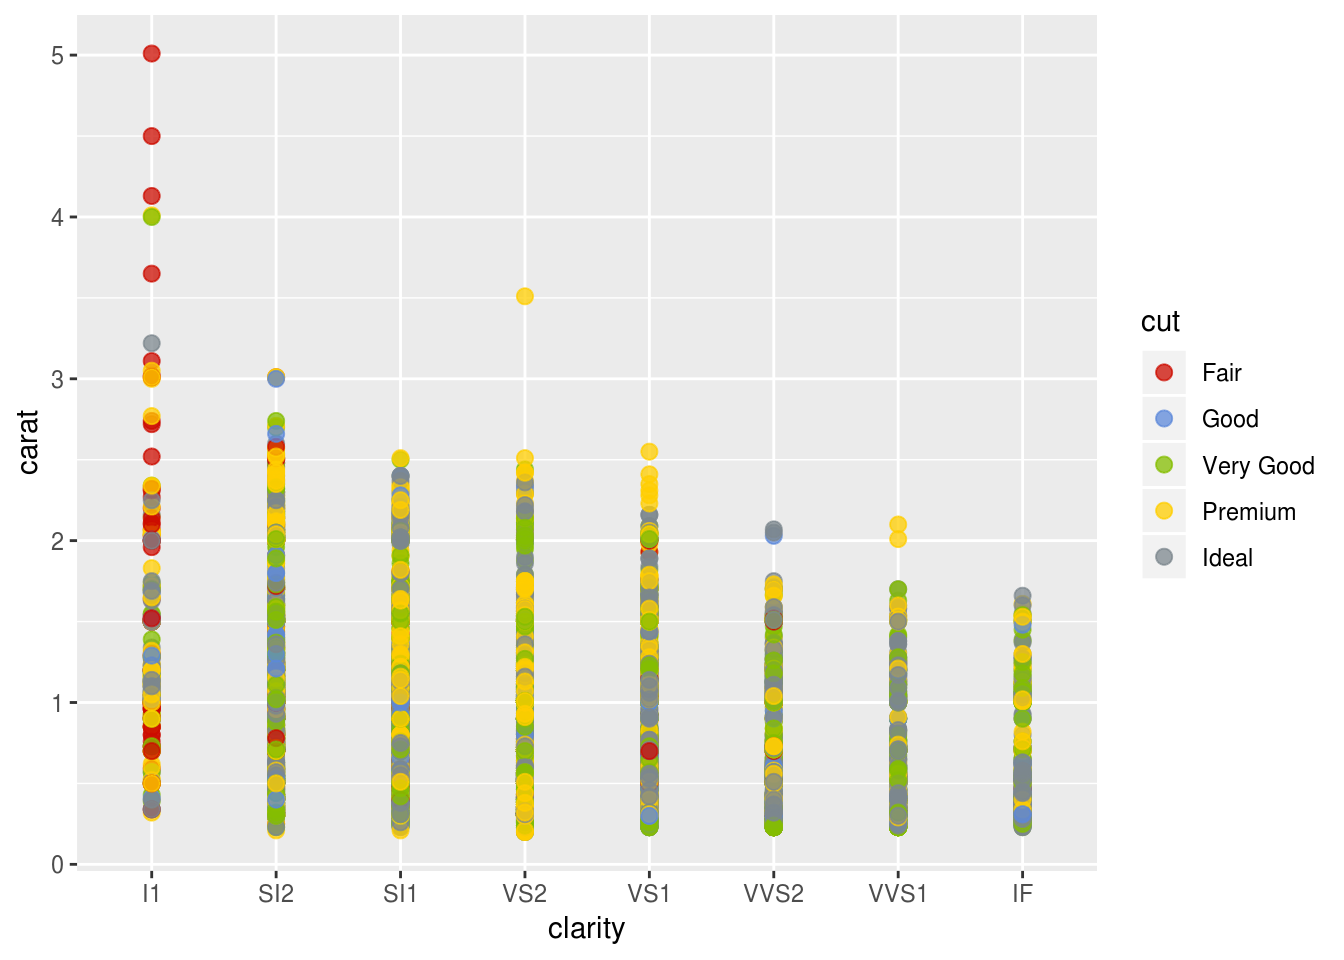 5
4
3
2
1
0
carat
I1 SI2 SI1 VS2 VS1 VVS2 VVS1 IF
clarity
cut
Fair
Good
Very Good
Premium
Ideal